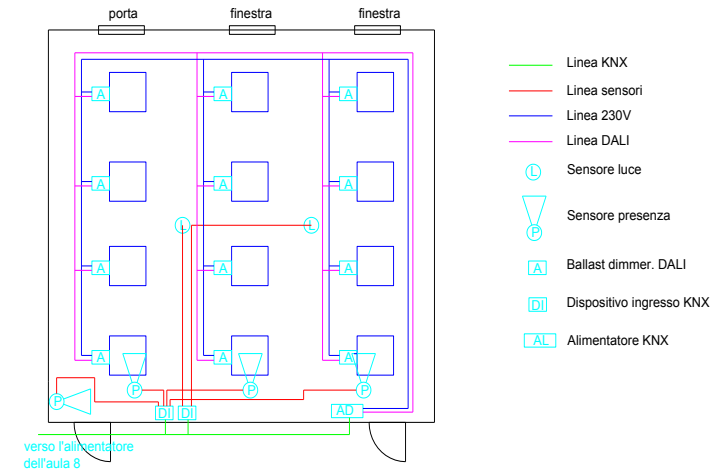 porta finestra finestra
A A A
A A A
L L
A A A
A A A
P P P
P
DI DI AD
verso l'alimentatore
dell'aula 8
Linea KNX
Linea sensori
Linea 230V
Linea DALI
L Sensore luce
P Sensore presenza
A Ballast dimmer. DALI
DI Dispositivo ingresso KNX
AL Alimentatore KNX